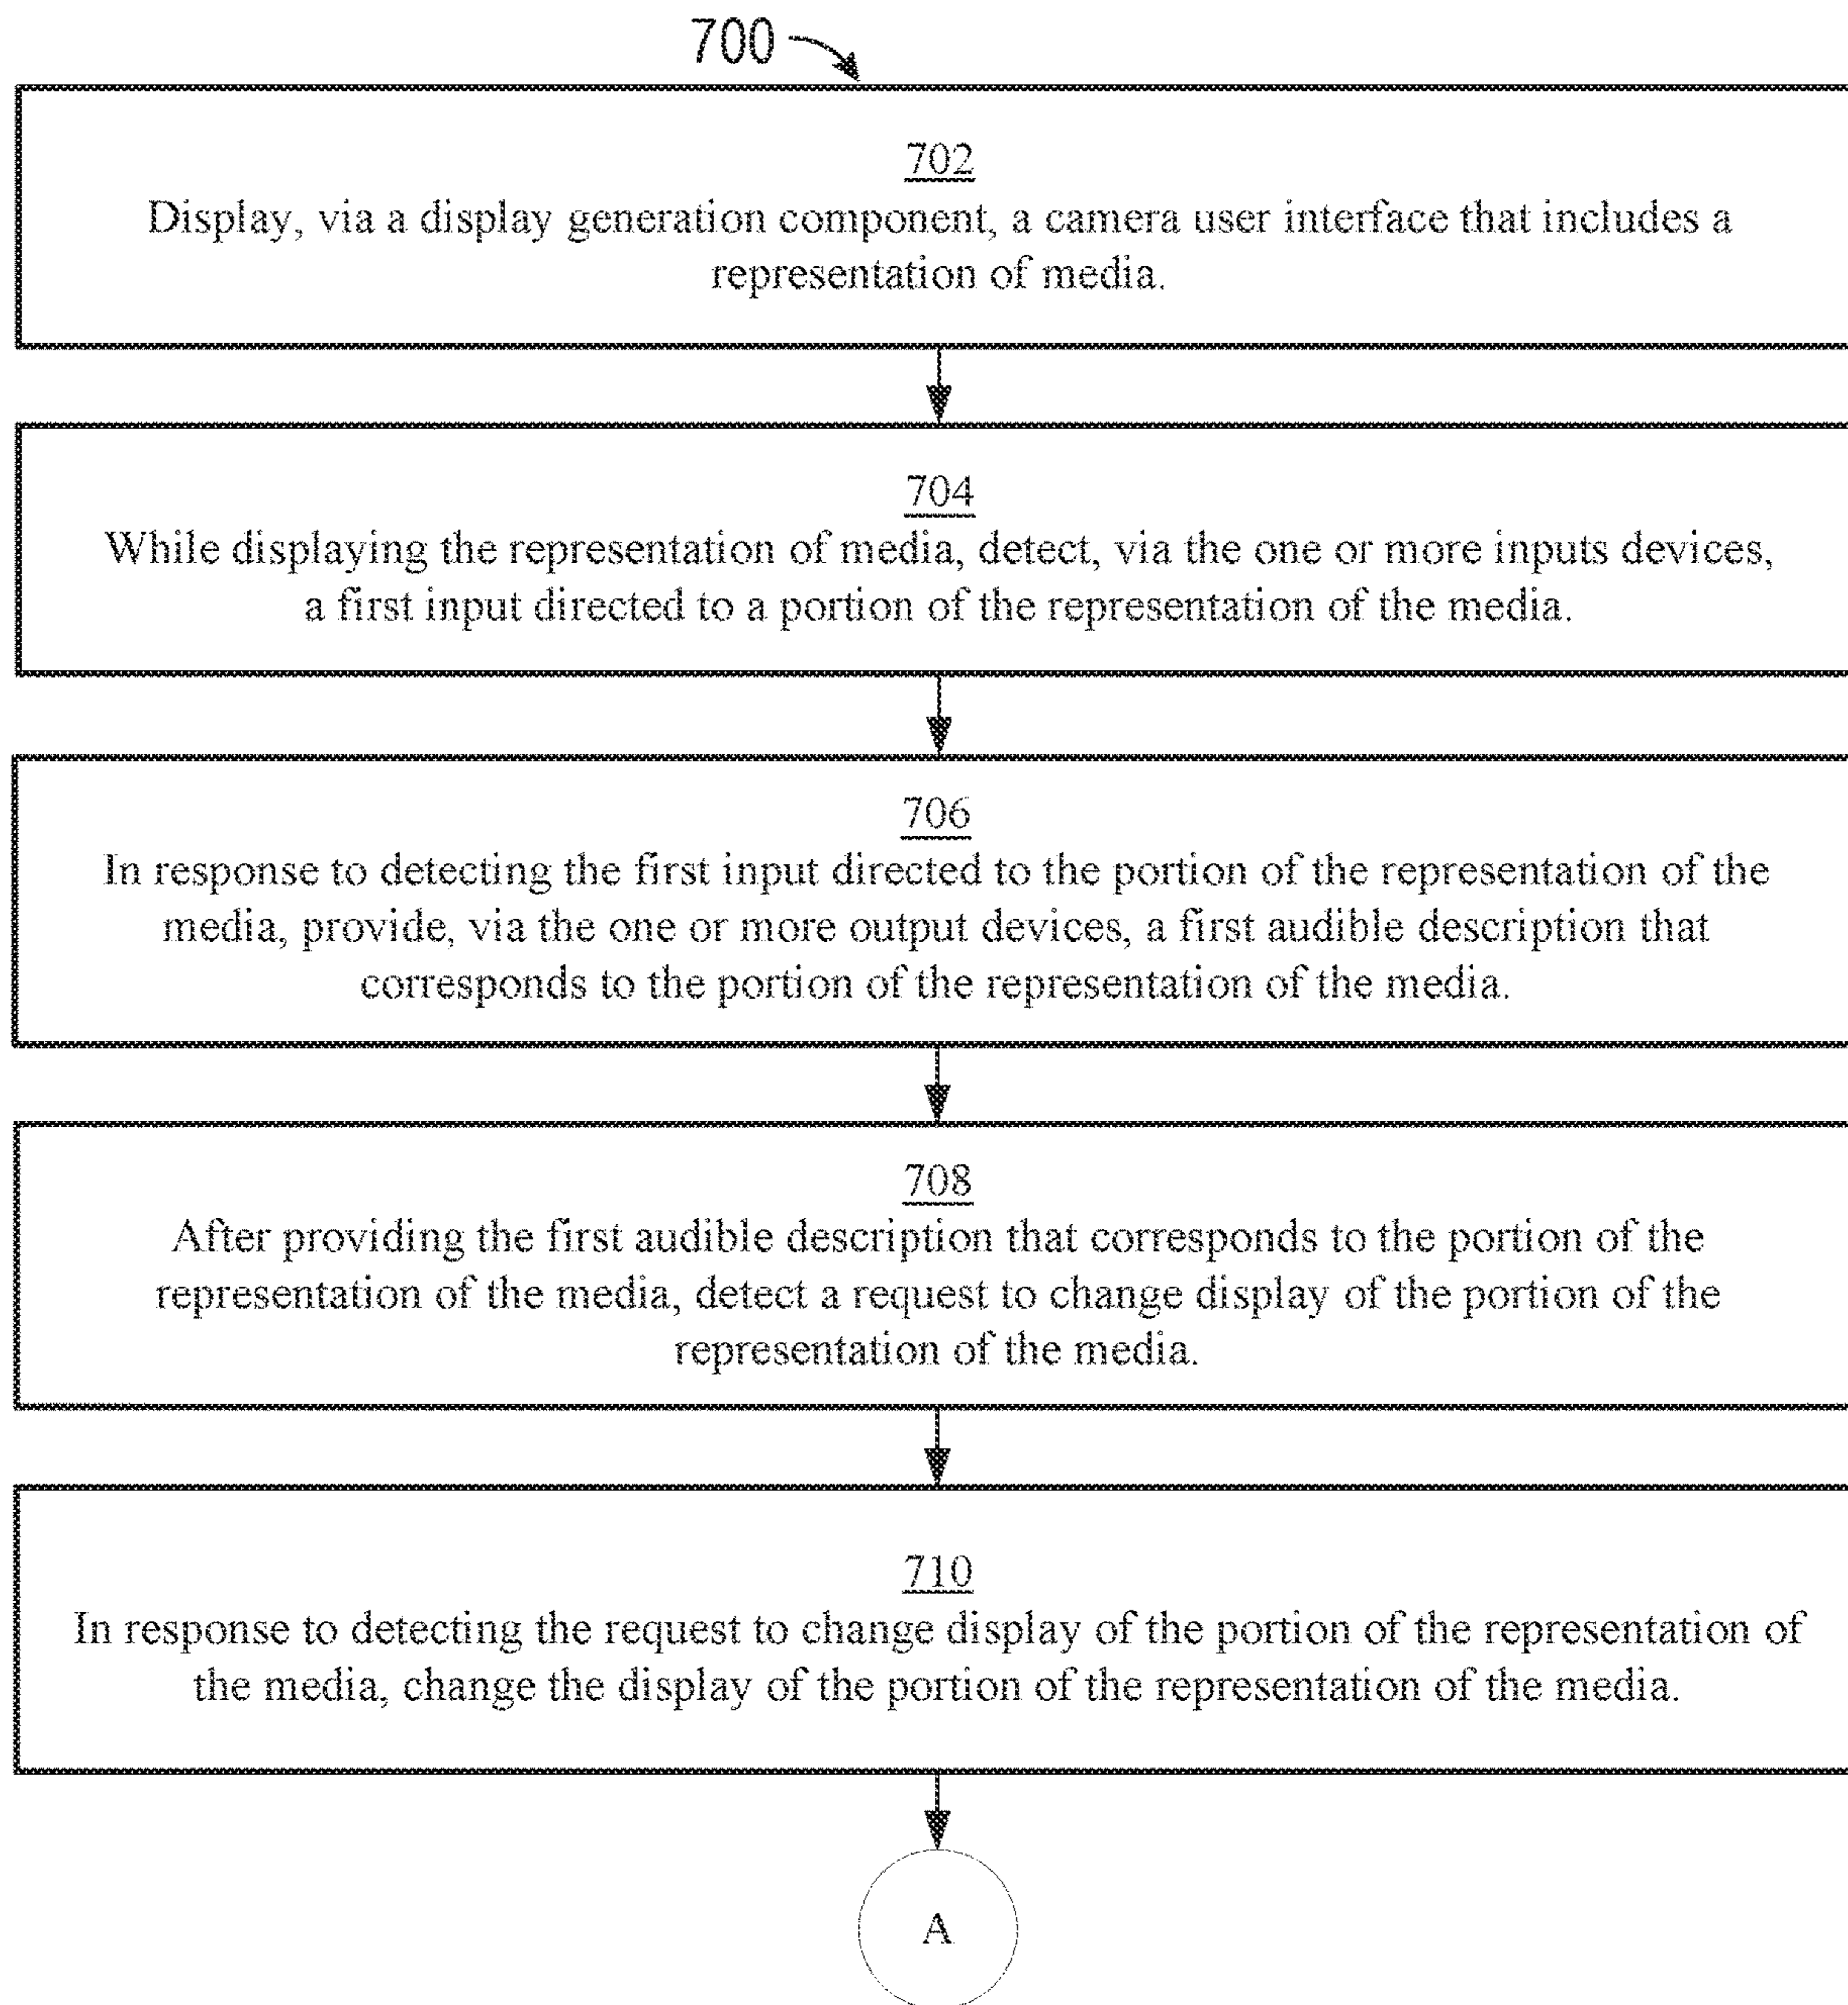 700
702
Display, via a display generation component, a camera user interface that includes a
representation of media.
704
While displaying the representation of media, detect, via the one or more inputs devices,
a first input directed to a portion of the representation of the media.
706
In response to detecting the first input directed to the portion of the representation of the
media, provide, via the one or more output devices, a first audible description that
corresponds to the portion of the representation of the media.
708
After providing the first audible description that corresponds to the portion of the
representation of the media, detect a request to change display of the portion of the
representation of the media.
710
In response to detecting the request to change display of the portion of the representation of
the media, change the display of the portion of the representation of the media.
A